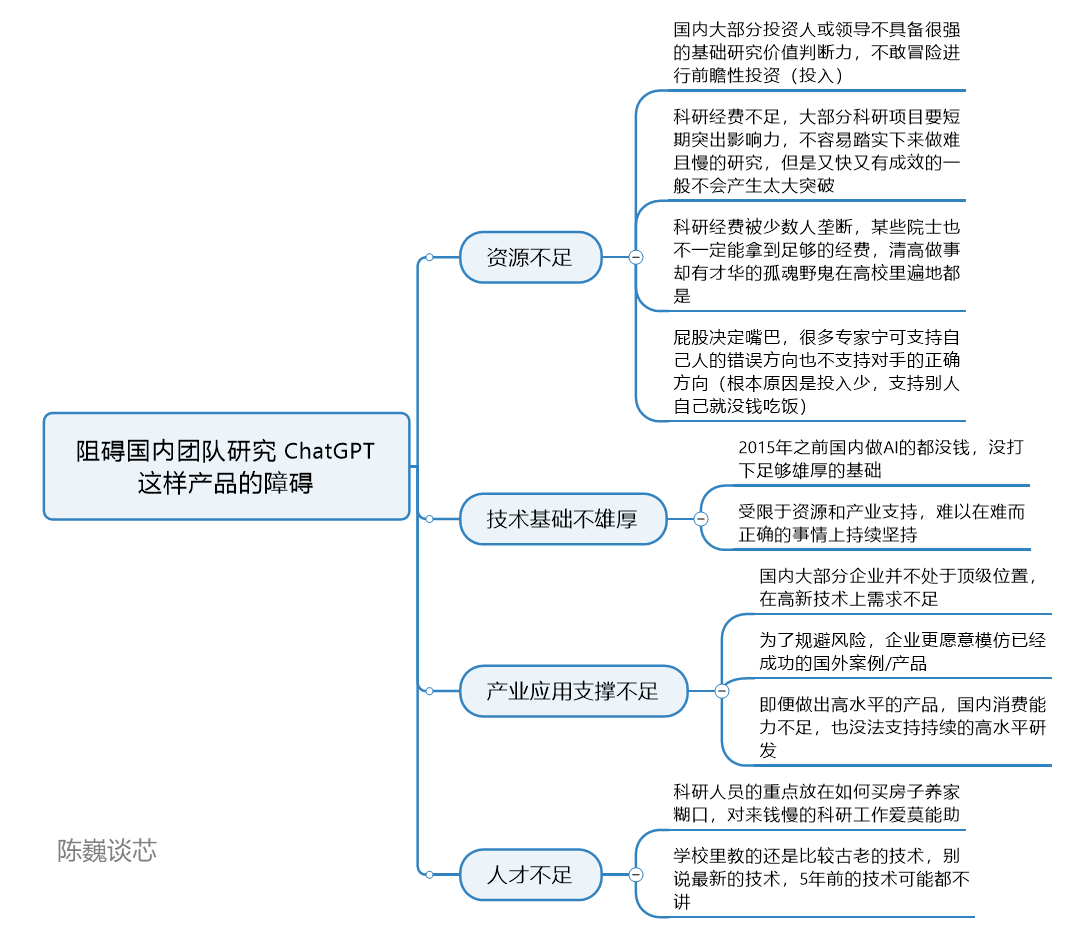 国内大部分投资人或领导不具备很强
的基础研究价值判断力，不敢冒险进
行前瞻性投资（投入）
科研经费不足，大部分科研项目要短
期突出影响力，不容易踏实下来做难
且慢的研究，但是又快又有成效的一
般不会产生太大突破
资源不足
科研经费被少数人垄断，某些院士也
不一定能拿到足够的经费，清高做事
却有才华的孤魂野鬼在高校里遍地都
是
屁股决定嘴巴，很多专家宁可支持自
己人的错误方向也不支持对手的正确
方向（根本原因是投入少，支持别人
自己就没钱吃饭）
阻碍国内团队研究 ChatGPT
这样产品的障碍
2015年之前国内做AI的都没钱，没打
下足够雄厚的基础
技术基础不雄厚
受限于资源和产业支持，难以在难而
正确的事情上持续坚持
国内大部分企业并不处于顶级位置，
在高新技术上需求不足
产业应用支撑不足
为了规避风险，企业更愿意模仿已经
成功的国外案例/产品
即便做出高水平的产品，国内消费能
力不足，也没法支持持续的高水平研
发
科研人员的重点放在如何买房子养家
糊口，对来钱慢的科研工作爱莫能助
人才不足
学校里教的还是比较古老的技术，别
说最新的技术，5年前的技术可能都不
讲
陈巍谈芯